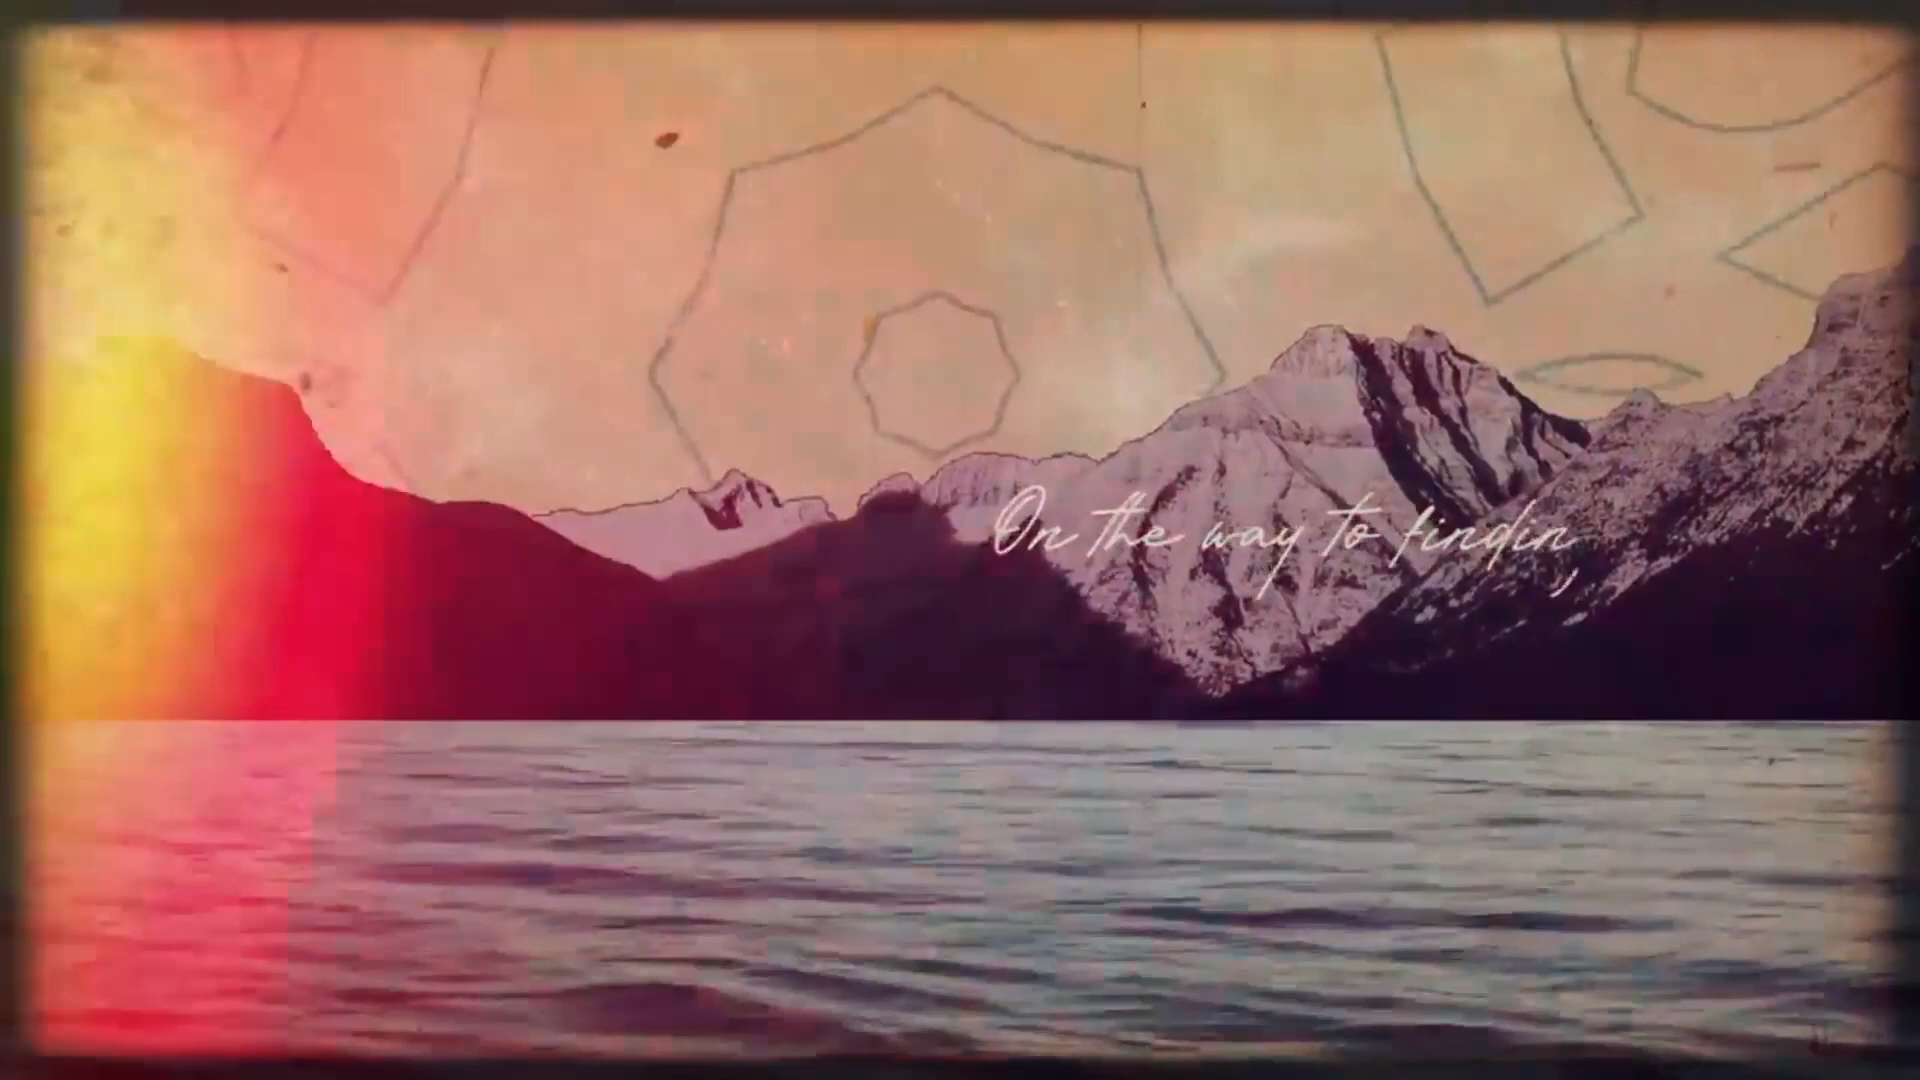 On the way to findin,